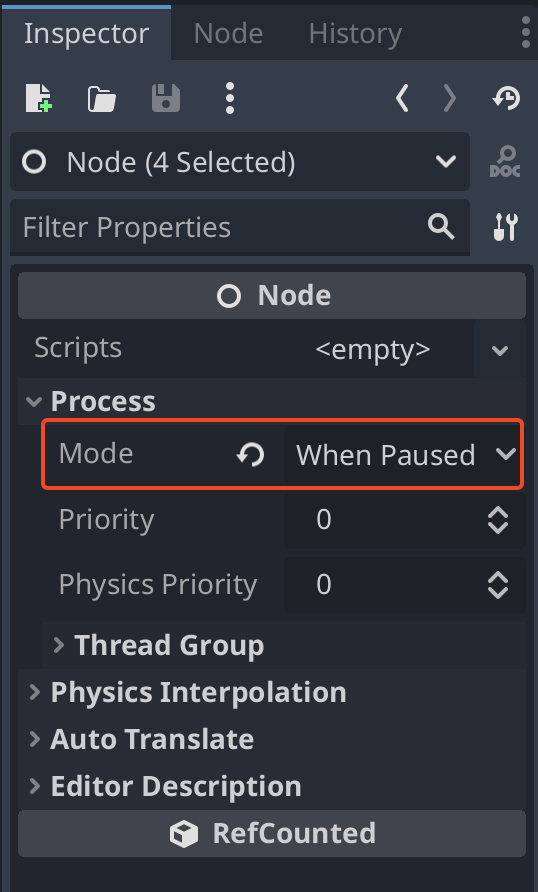 Inspector Node History
DOC
Node (4 Selected)
Filter Properties
Node
Scripts <empty>
Process
Mode When Paused
Priority 0
Physics Priority 0
Thread Group
Physics Interpolation
Auto Translate
Editor Description
RefCounted